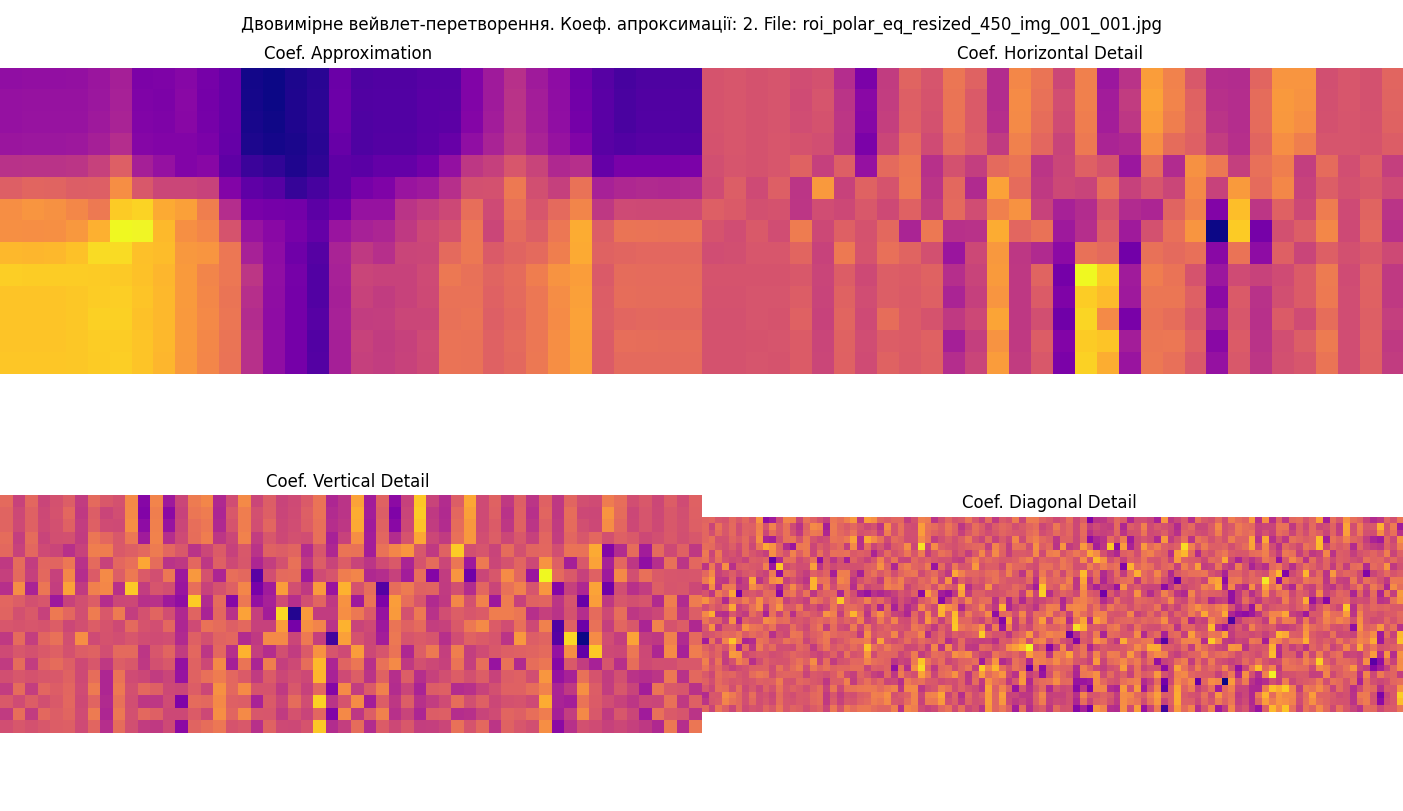 Двовимірне вейвлет-перетворення. Коеф. апроксимації: 2. File: roi_polar_eq_resized_450_img_001_001.jpg
Coef. Approximation
Coef. Horizontal Detail
Coef. Vertical Detail
Coef. Diagonal Detail